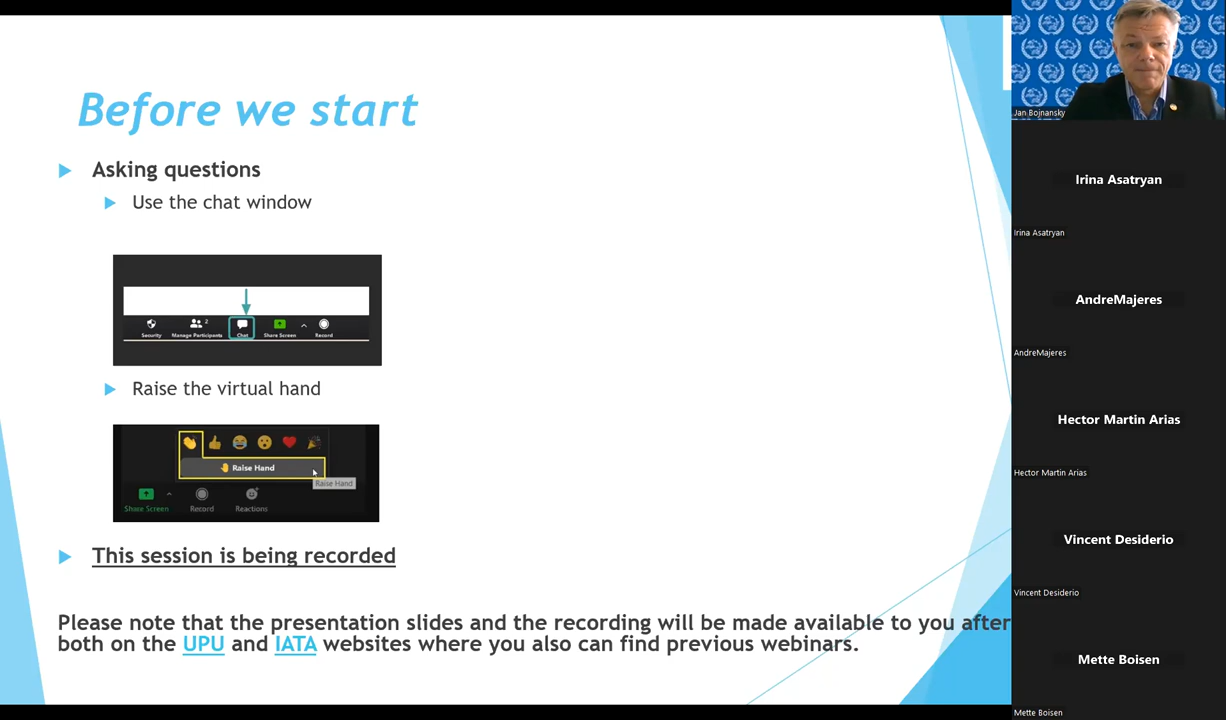 Before we start
Asking questions
Use the chat window
Security
Manage Participants
2
Chat
Share Screen
Record
Raise the virtual hand
Raise Hand
Raise Hand
Share Screen
Record
Reactions
This session is being recorded
Please note that the presentation slides and the recording will be made available to you after
both on the UPU and IATA websites where you also can find previous webinars.
Jan Bojnansky
Irina Asatryan
Irina Asatryan
AndreMajeres
AndreMajeres
Hector Martin Arias
Hector Martin Arias
Vincent Desiderio
Vincent Desiderio
Mette Boisen
Mette Boisen